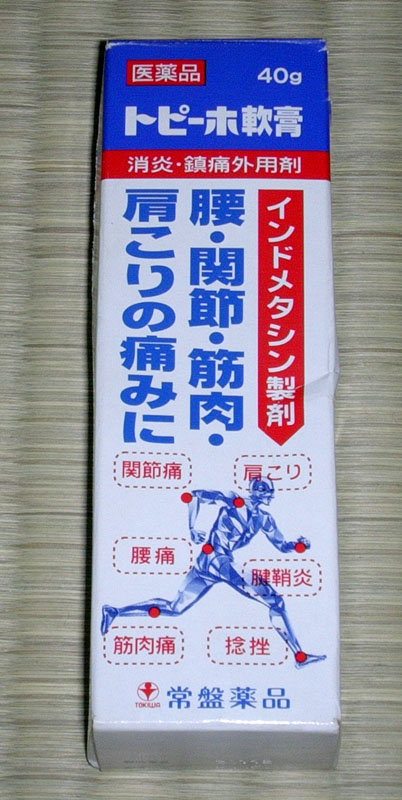 医薬品 40g
トピーホ軟膏
消炎・鎮痛外用剤
インドメタシン製剤
腰・関節・筋肉・
肩こりの痛みに
関節痛 肩こり
腰痛 腱鞘炎
筋肉痛 捻挫
TOKIWA 常盤薬品